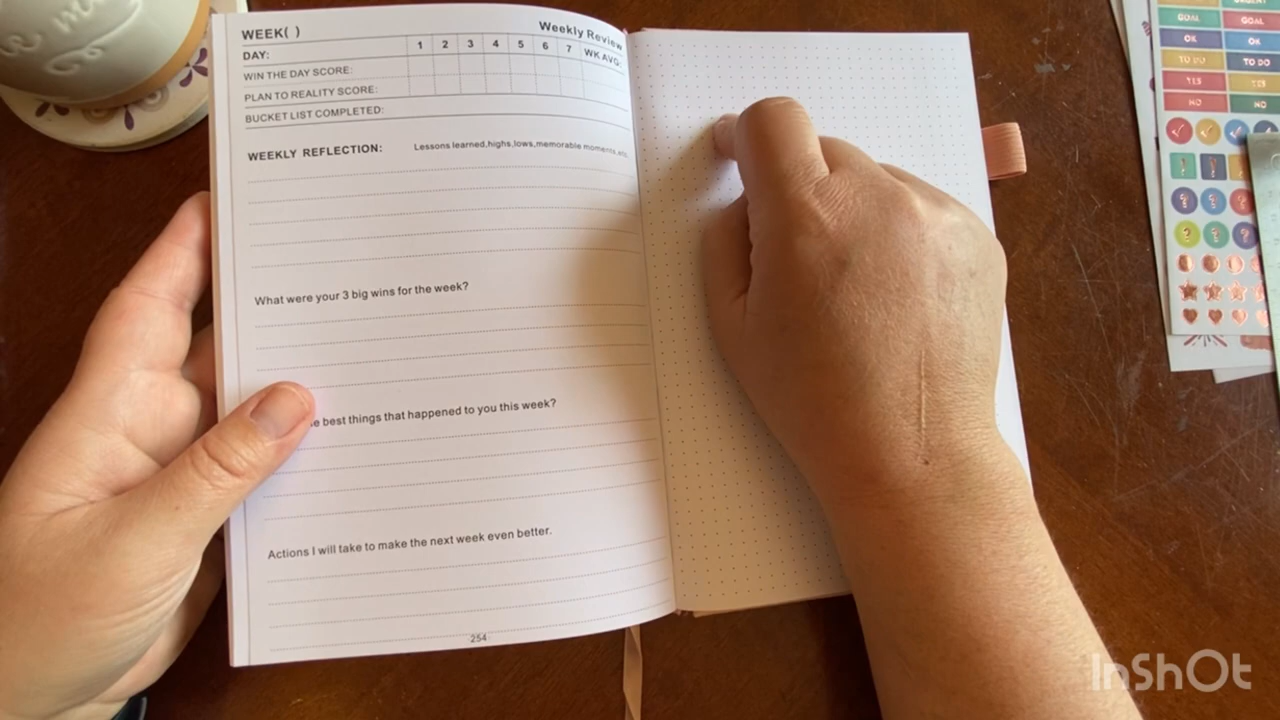 WEEK( )
Weekly Review
DAY: 1 2 3 4 5 6 7 WK AVG:
WIN THE DAY SCORE:
PLAN TO REALITY SCORE:
BUCKET LIST COMPLETED:
WEEKLY REFLECTION: Lessons learned,highs,lows,memorable moments,etc.
What were your 3 big wins for the week?
best things that happened to you this week?
Actions I will take to make the next week even better.
254
GOAL GOAL
OK OK
TO DO TO DO
YES YES
NO NO
InShOt